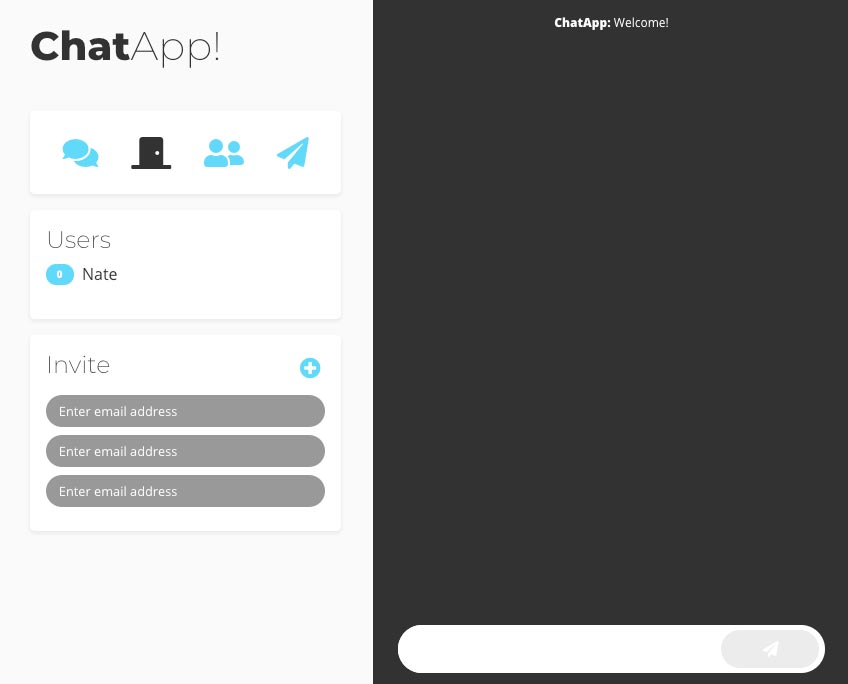 ChatApp!
Users
0 Nate
Invite
Enter email address
Enter email address
Enter email address
ChatApp: Welcome!